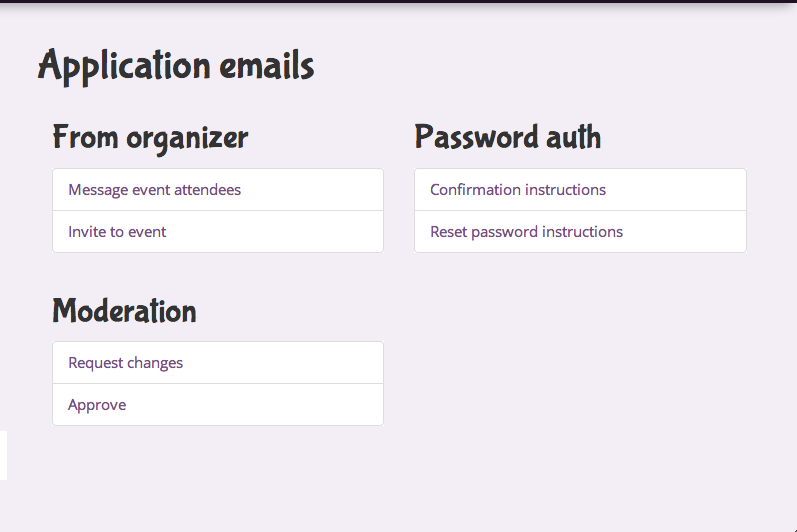 Application emails
From organizer
Message event attendees
Invite to event
Password auth
Confirmation instructions
Reset password instructions
Moderation
Request changes
Approve